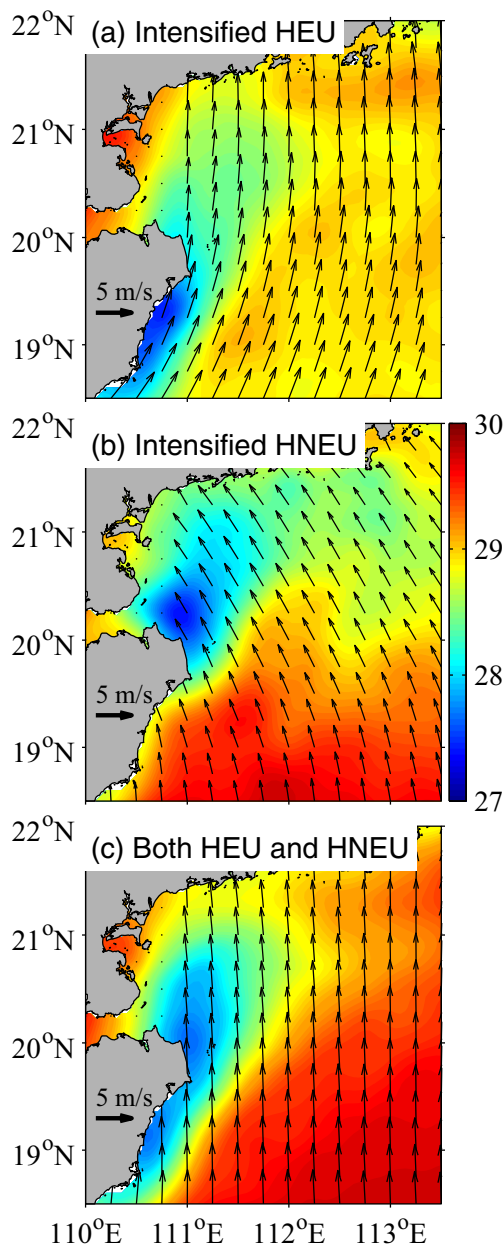 22°N
(a) Intensified HEU
21°N
20°N
5 m/s
19°N
22°N
(b) Intensified HNEU
30
21°N
29
20°N
28
5 m/s
19°N
27
22°N
(c) Both HEU and HNEU
21°N
20°N
5 m/s
19°N
110°E 111°E 112°E 113°E